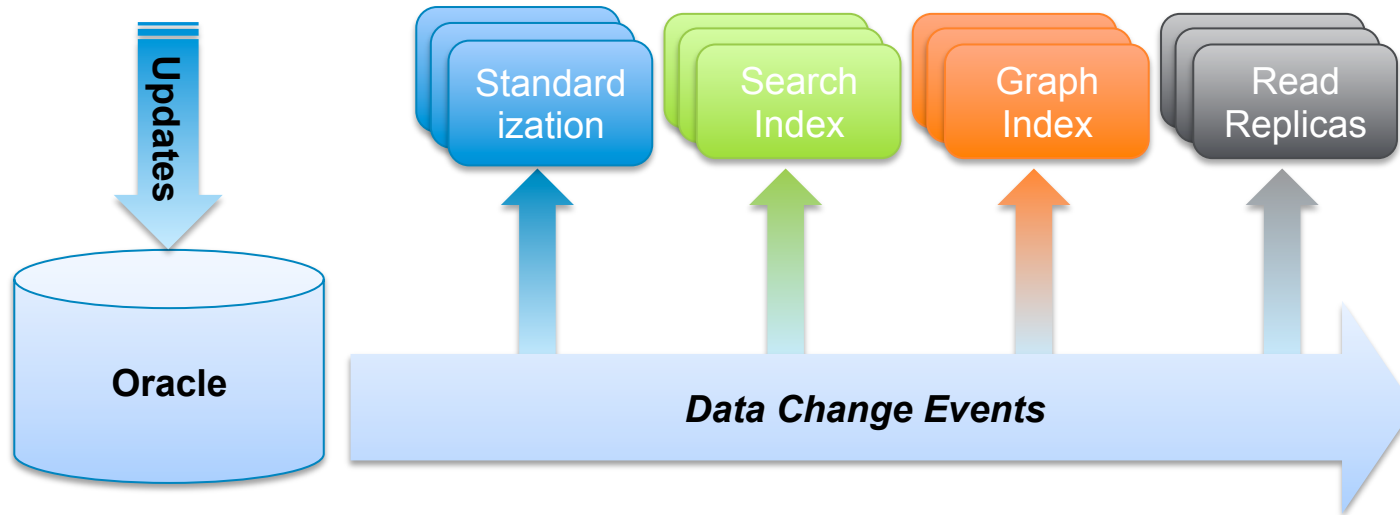 Updates
Oracle
Standard
ization
Search
Index
Graph
Index
Read
Replicas
Data Change Events